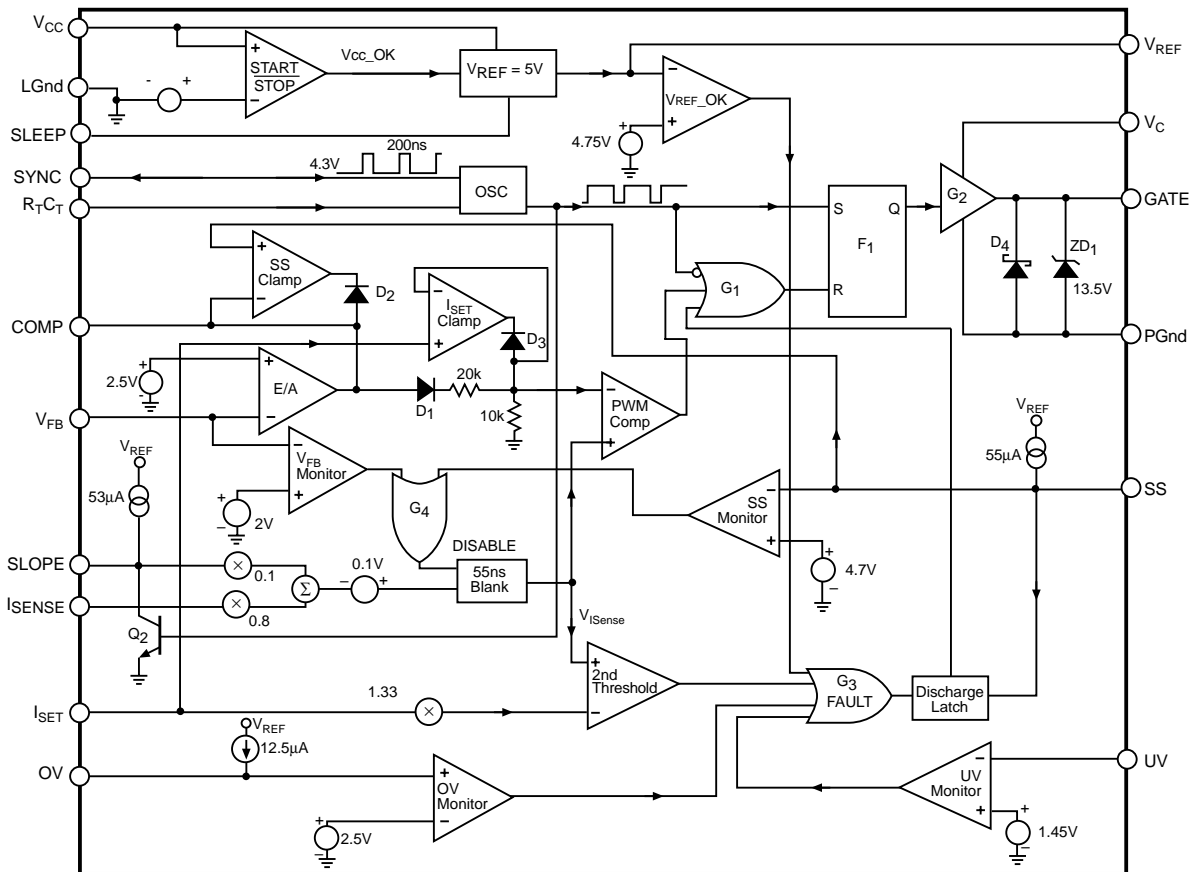 VCC
VREF
START
STOP
Vcc_OK
VREF = 5V
LGnd
- +
+
−
−
VREF_OK
+
+
4.75V
VC
SLEEP
SYNC
4.3V
200ns
OSC
RTCT
S
Q
F1
R
G2
GATE
D4
ZD1
13.5V
PGnd
+
SS
Clamp
−
D2
−
ISET
Clamp
+
D3
G1
COMP
+
2.5V
-
+
E/A
−
D1
20k
10k
−
PWM
Comp
+
VFB
−
VFB
Monitor
+
VREF
53µA
+
2V
−
G4
−
SS
Monitor
+
+
4.7V
−
VREF
55µA
SS
SLOPE
×
0.1
Σ
− 0.1V +
DISABLE
55ns
Blank
ISENSE
×
0.8
Q2
VISense
+
2nd
Threshold
−
G3
FAULT
Discharge
Latch
ISET
1.33
×
VREF
12.5µA
OV
+
OV
Monitor
−
+
2.5V
−
−
UV
Monitor
+
UV
+
1.45V
−